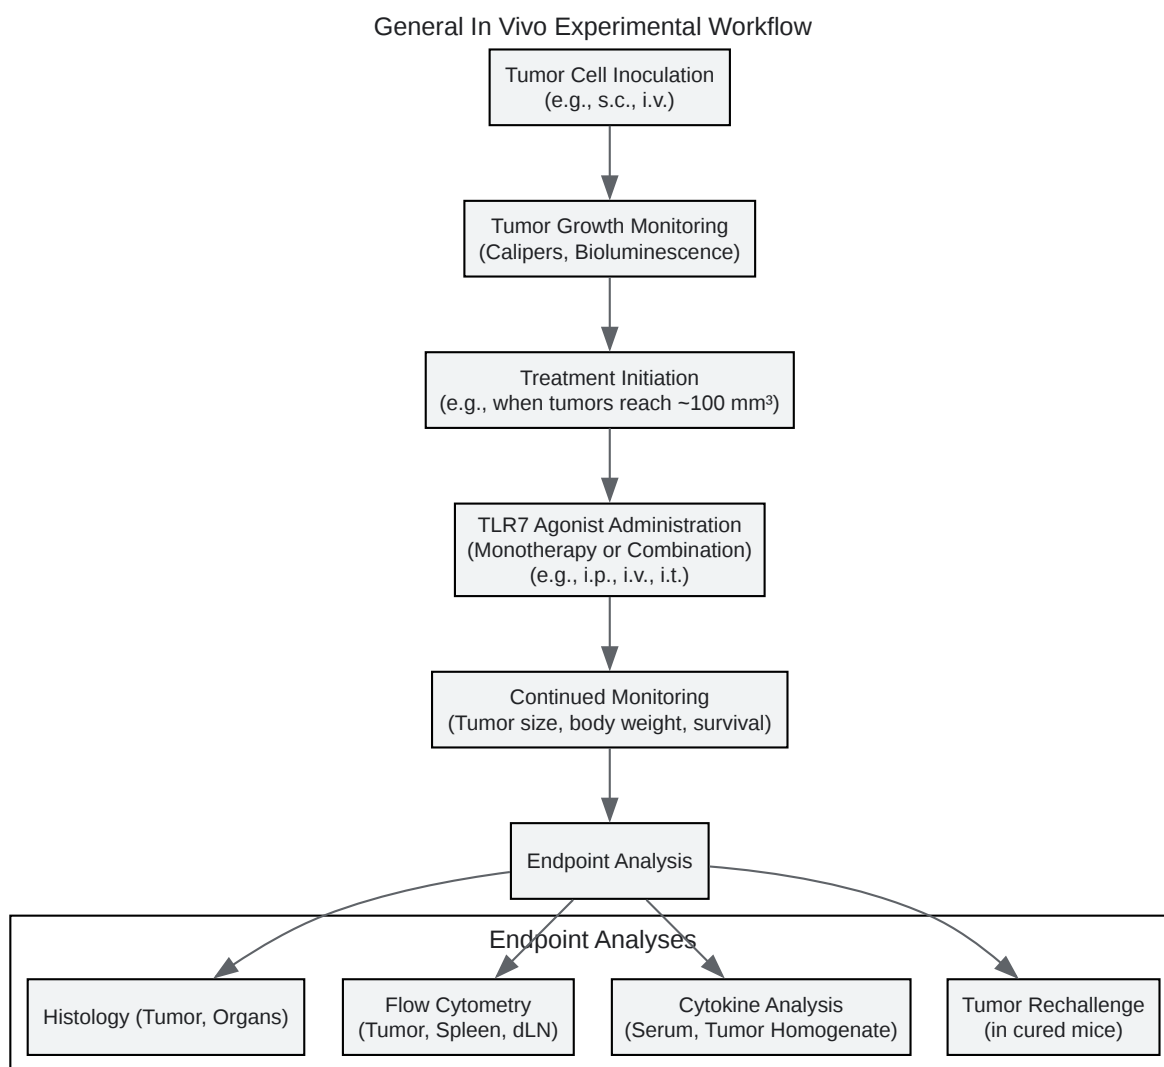 General In Vivo Experimental Workflow
Tumor Cell Inoculation
(e.g., s.c., i.v.)
Tumor Growth Monitoring
(Calipers, Bioluminescence)
Treatment Initiation
(e.g., when tumors reach ~100 mm³)
TLR7 Agonist Administration
(Monotherapy or Combination)
(e.g., i.p., i.v., i.t.)
Continued Monitoring
(Tumor size, body weight, survival)
Endpoint Analysis
Endpoint Analyses
Histology (Tumor, Organs)
Flow Cytometry
(Tumor, Spleen, dLN)
Cytokine Analysis
(Serum, Tumor Homogenate)
Tumor Rechallenge
(in cured mice)